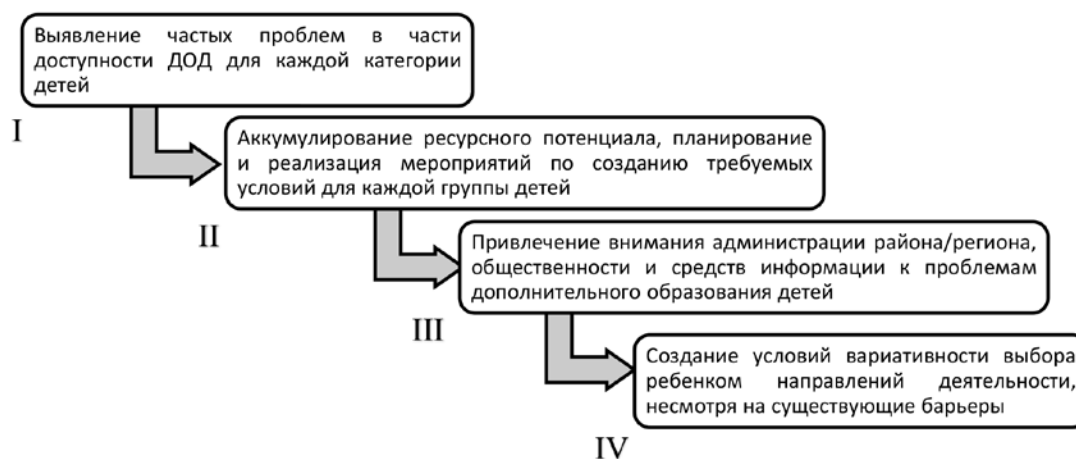 Выявление частых проблем в части
доступности ДОД для каждой категории
детей
I
Аккумулирование ресурсного потенциала, планирование
и реализация мероприятий по созданию требуемых
условий для каждой группы детей
II
Привлечение внимания администрации района/региона,
общественности и средств информации к проблемам
дополнительного образования детей
III
Создание условий вариативности выбора
ребенком направлений деятельности,
несмотря на существующие барьеры
IV